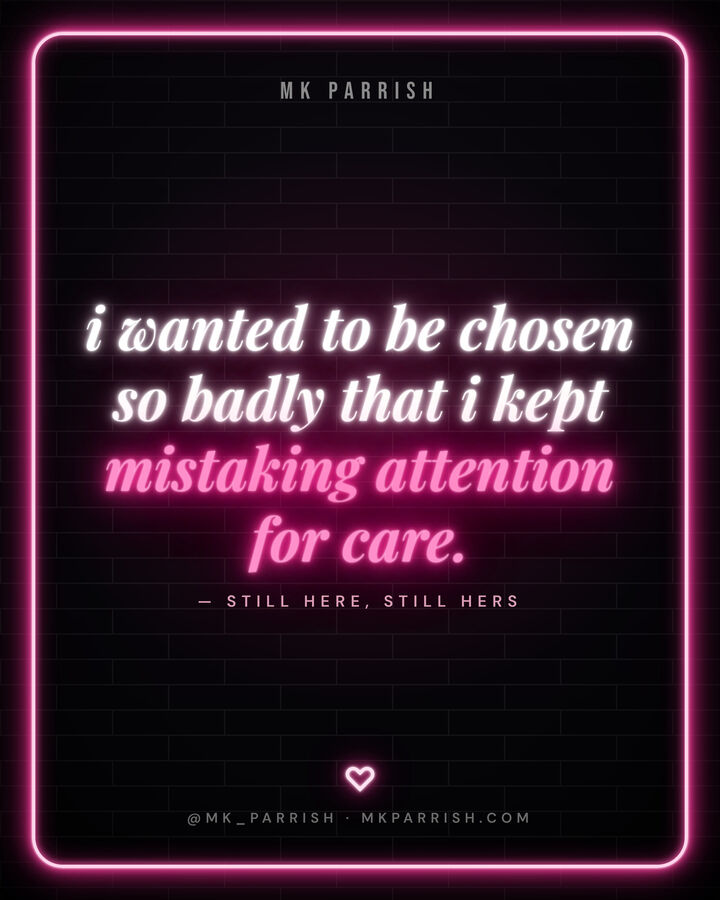 MK PARRISH
i wanted to be chosen
so badly that i kept
mistaking attention
for care.
— STILL HERE, STILL HERS
@MK_PARRISH · MKPARRISH.COM